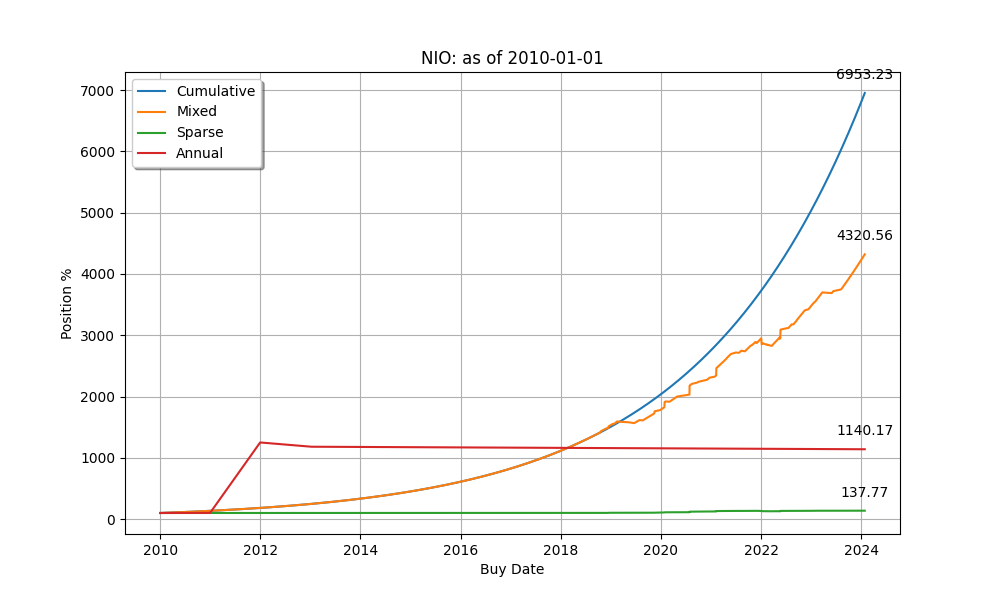 NIO: as of 2010-01-01
6953.23
7000
Cumulative
Mixed
Sparse
Annual
6000
5000
4320.56
4000
3000
2000
1140.17
1000
137.77
0
Position %
2010 2012 2014 2016 2018 2020 2022 2024
Buy Date